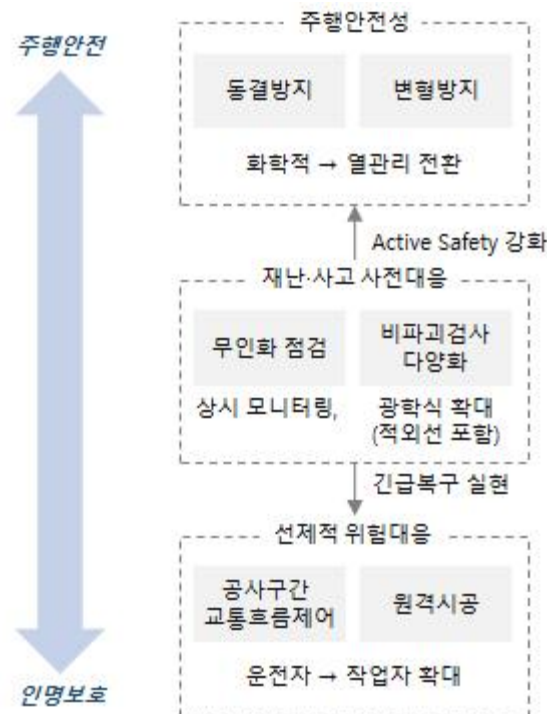 주행안전
주행안전성
동결방지
변형방지
화학적 → 열관리 전환
Active Safety 강화
재난·사고 사전대응
무인화 점검
비파괴검사
다양화
상시 모니터링,
광학식 확대
(적외선 포함)
긴급복구 실현
선제적 위험대응
공사구간
교통흐름제어
원격시공
운전자 → 작업자 확대
인명보호